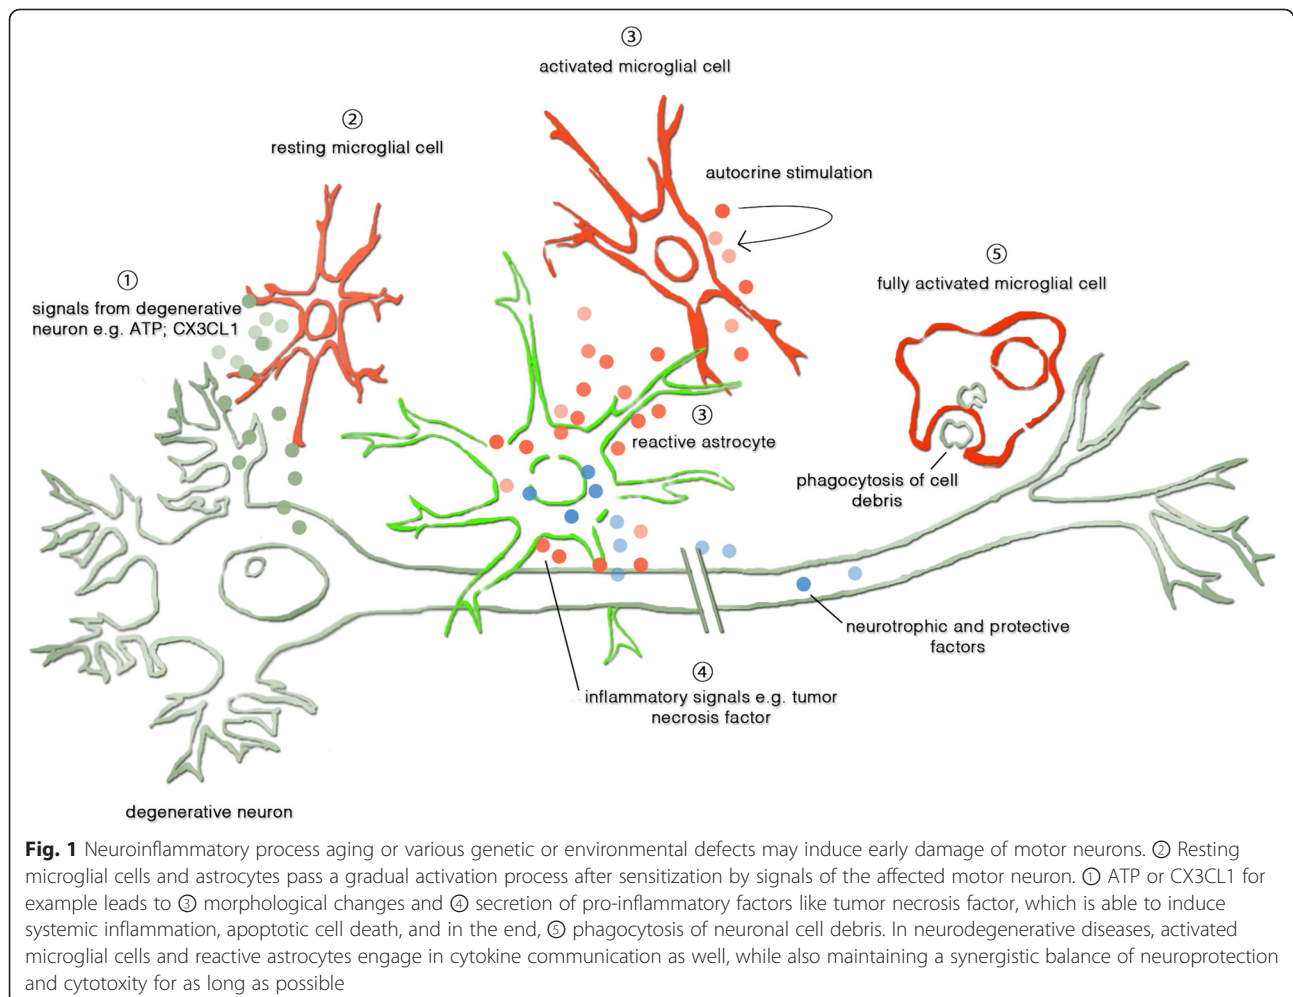 ③
activated microglial cell
②
resting microglial cell
autocrine stimulation
①
signals from degenerative
neuron e.g. ATP; CX3CL1
⑤
fully activated microglial cell
③
reactive astrocyte
phagocytosis of cell
debris
neurotrophic and protective
factors
④
inflammatory signals e.g. tumor
necrosis factor
degenerative neuron
Fig. 1 Neuroinflammatory process aging or various genetic or environmental defects may induce early damage of motor neurons. ② Resting
microglial cells and astrocytes pass a gradual activation process after sensitization by signals of the affected motor neuron. ① ATP or CX3CL1 for
example leads to ③ morphological changes and ④ secretion of pro-inflammatory factors like tumor necrosis factor, which is able to induce
systemic inflammation, apoptotic cell death, and in the end, ⑤ phagocytosis of neuronal cell debris. In neurodegenerative diseases, activated
microglial cells and reactive astrocytes engage in cytokine communication as well, while also maintaining a synergistic balance of neuroprotection
and cytotoxity for as long as possible